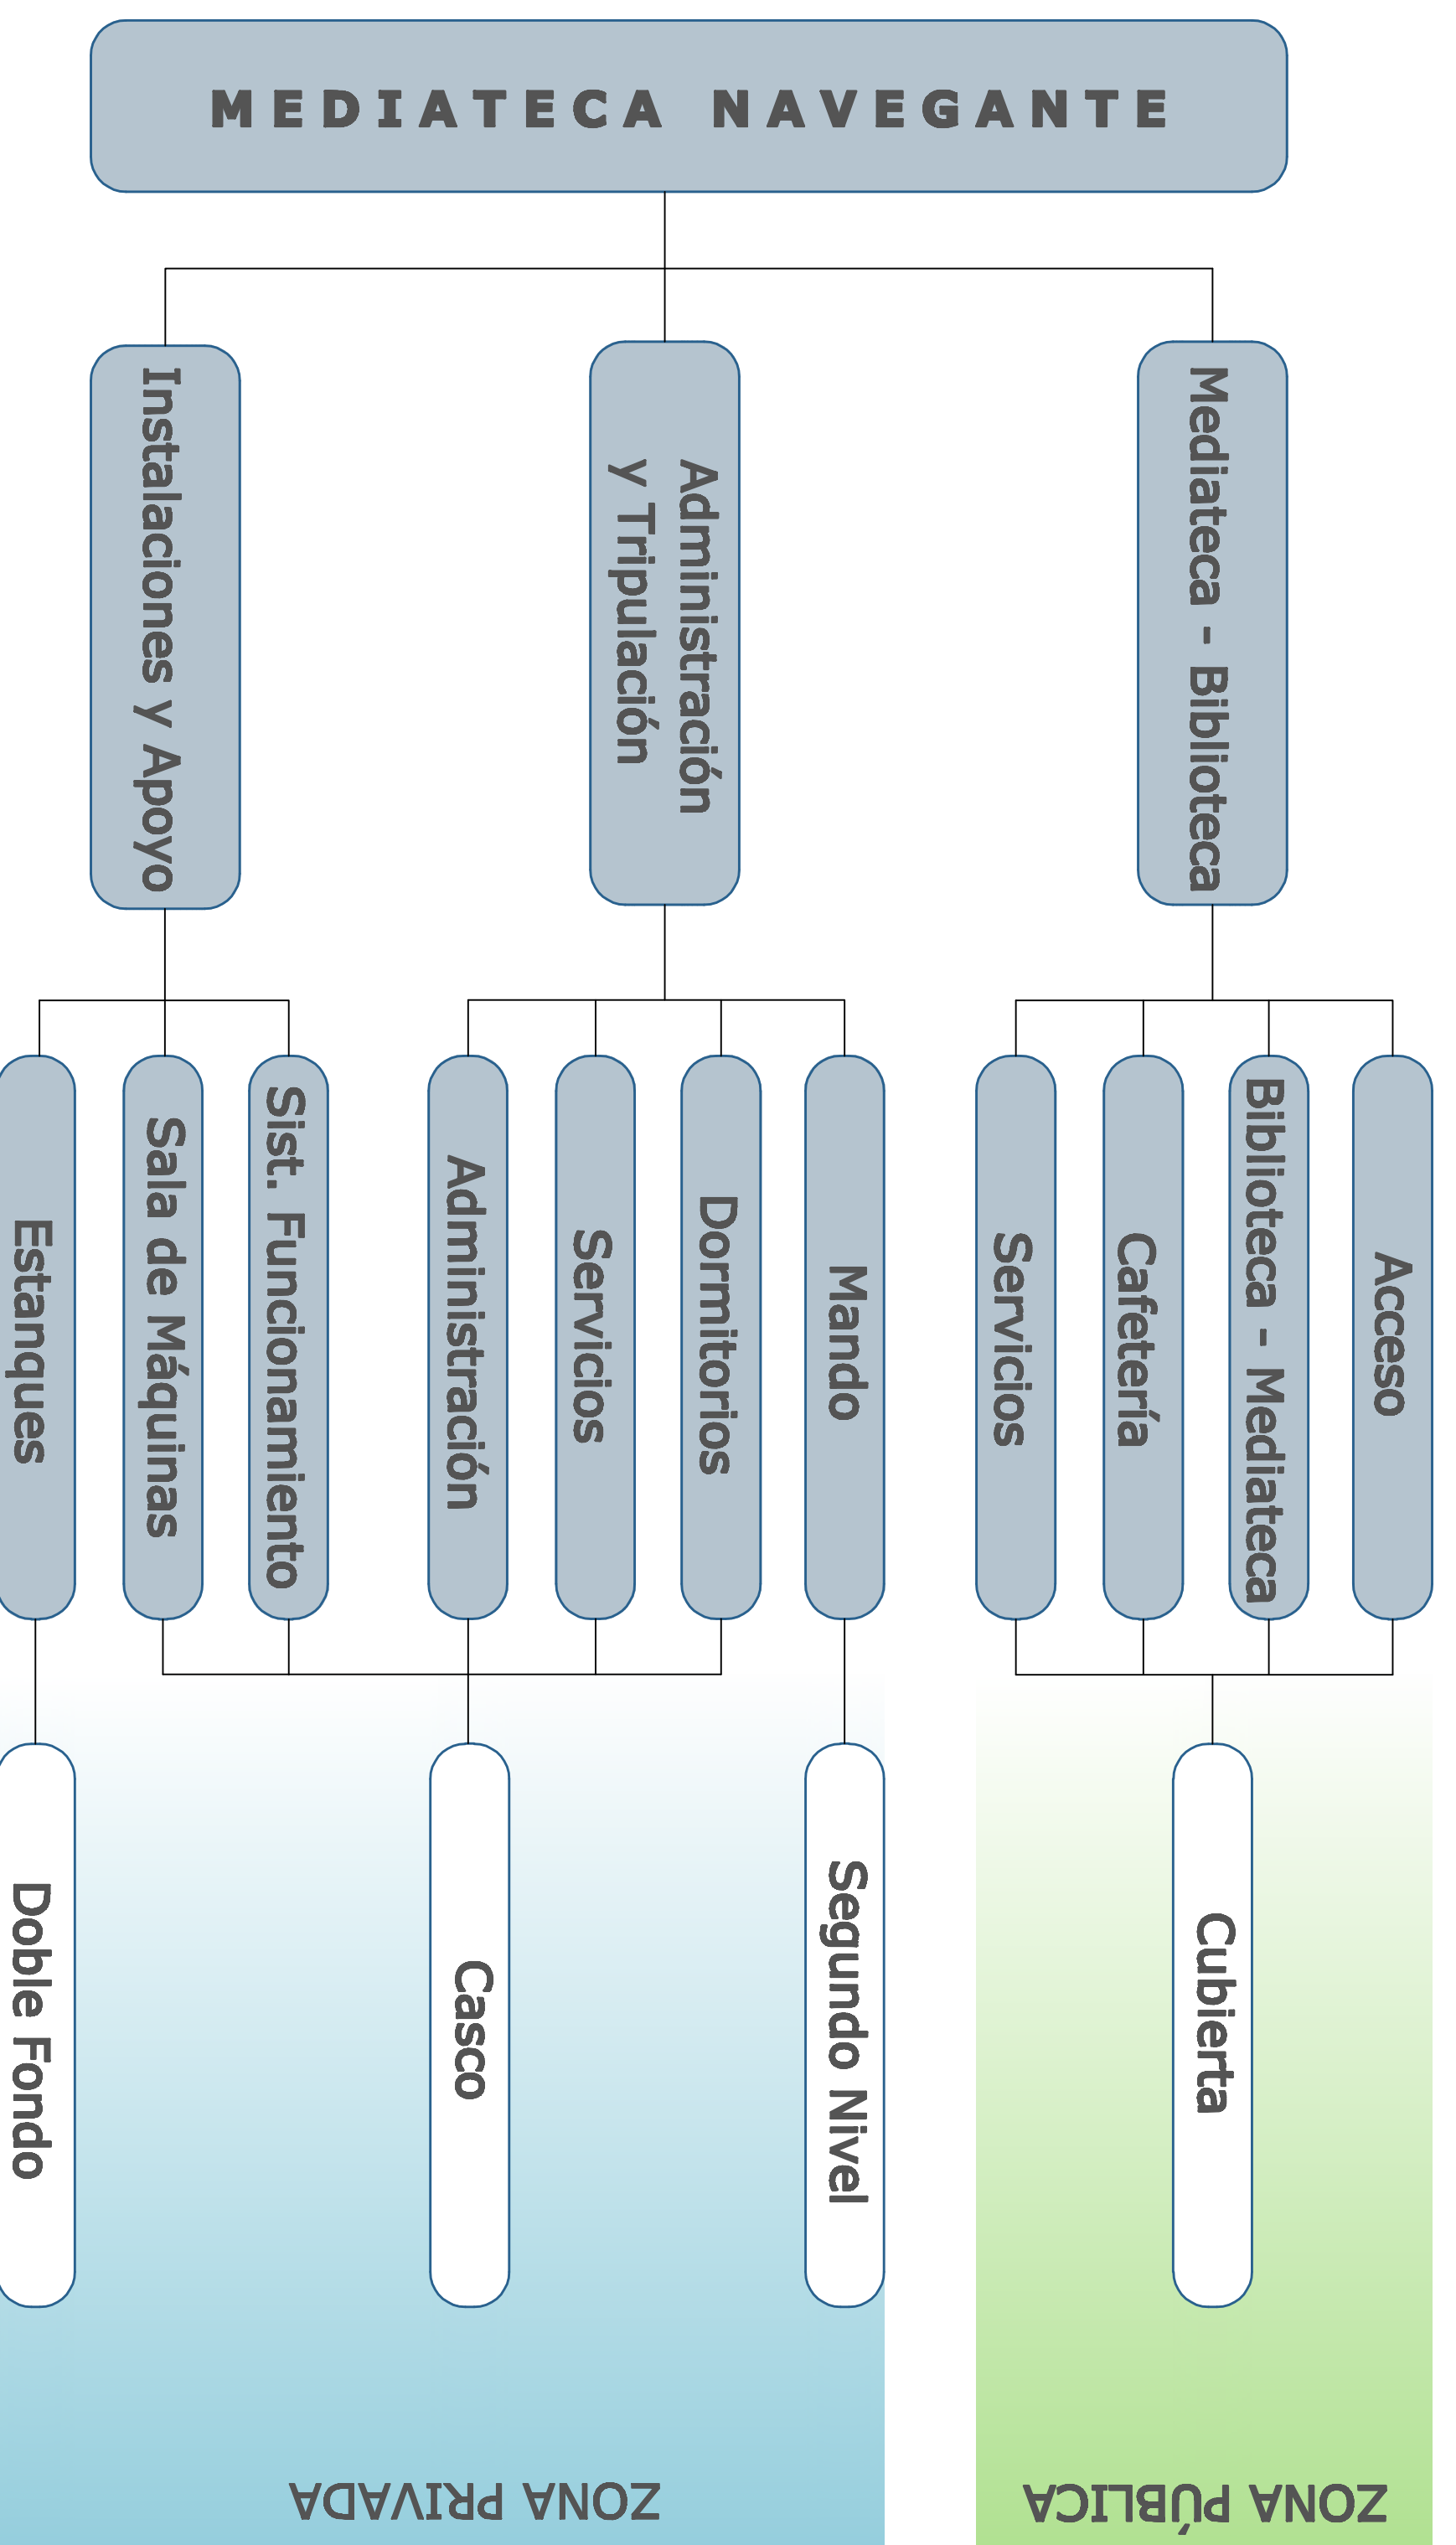 MEDIATECA NAVEGANTE
Mediateca - Biblioteca
Administración
y Tripulación
Instalaciones y Apoyo
Acceso
Biblioteca - Mediateca
Cafetería
Servicios
Mando
Dormitorios
Servicios
Administración
Sist. Funcionamiento
Sala de Máquinas
Estanques
Cubierta
Segundo Nivel
Casco
Doble Fondo
ZONA PÚBLICA
ZONA PRIVADA